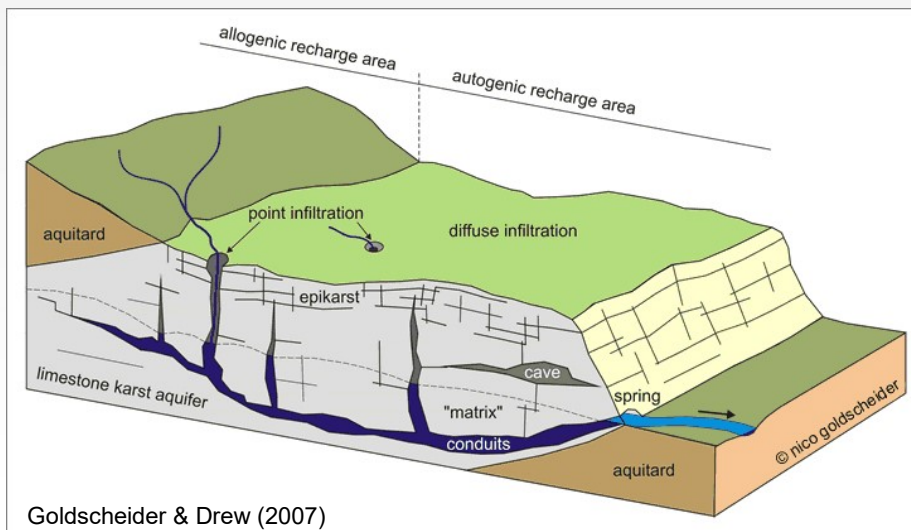 allogenic recharge area
autogenic recharge area
point infiltration
diffuse infiltration
aquitard
epikarst
cave
limestone karst aquifer
"matrix"
spring
conduits
aquitard
© nico goldscheider
Goldscheider & Drew (2007)